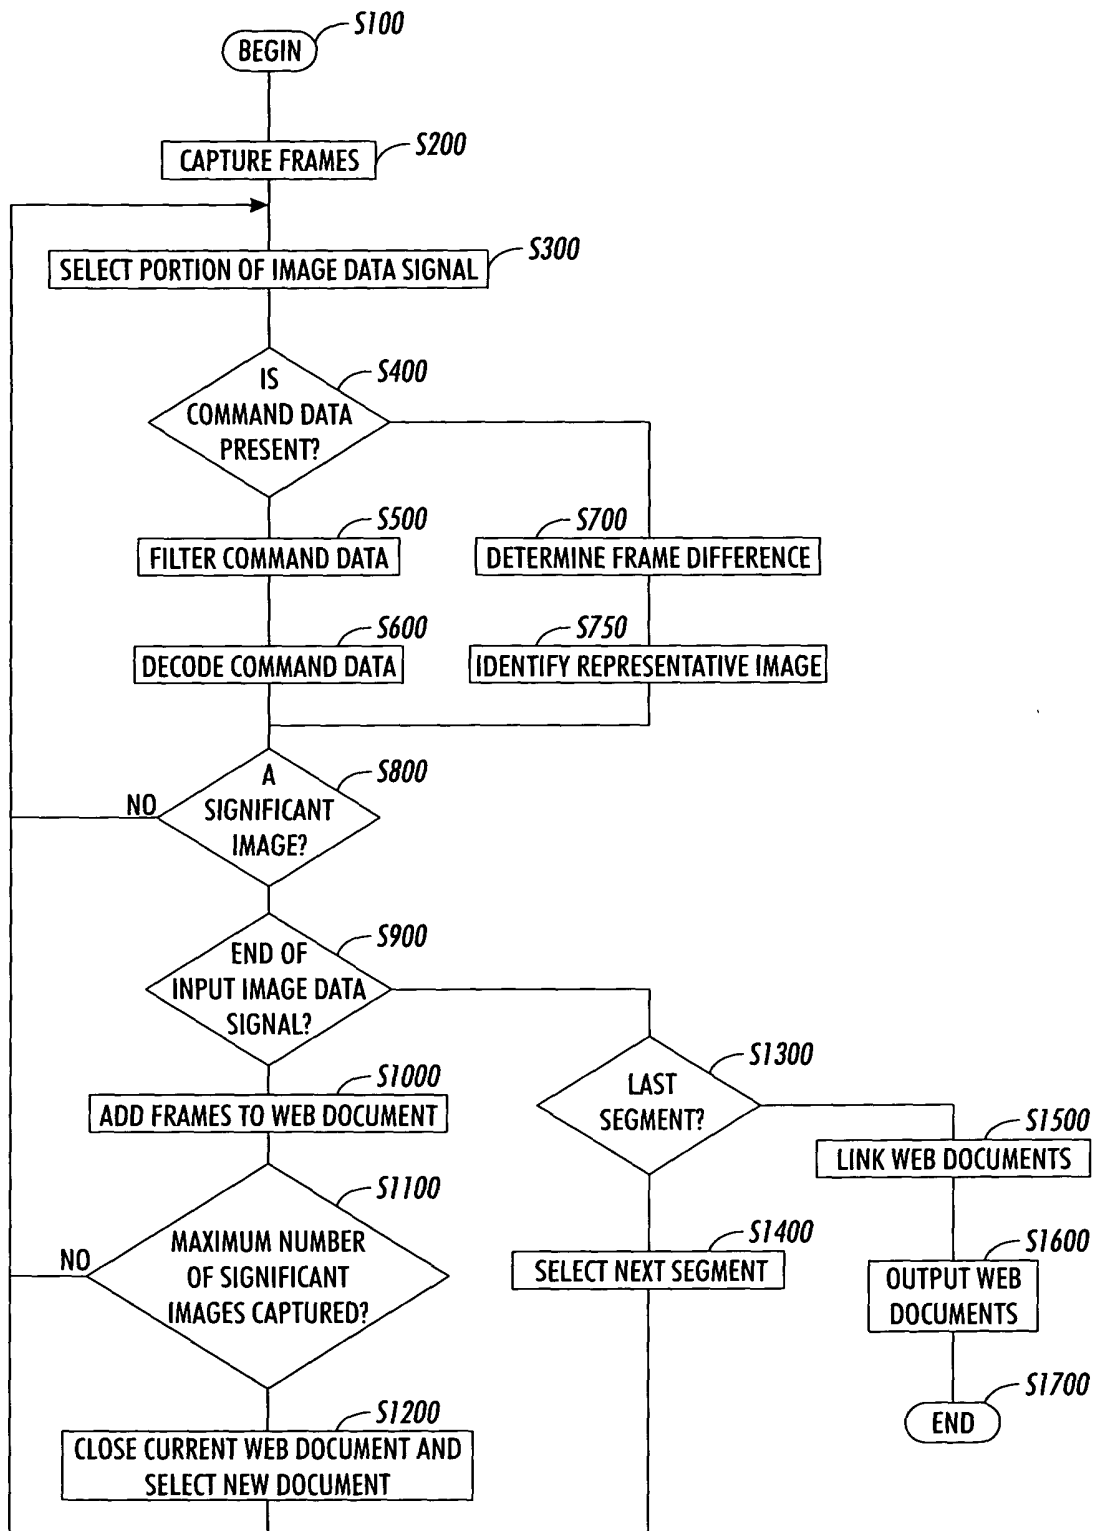 S100
BEGIN
S200
CAPTURE FRAMES
S300
SELECT PORTION OF IMAGE DATA SIGNAL
S400
IS
COMMAND DATA
PRESENT?
S500
FILTER COMMAND DATA
S700
DETERMINE FRAME DIFFERENCE
S600
DECODE COMMAND DATA
S750
IDENTIFY REPRESENTATIVE IMAGE
S800
A
SIGNIFICANT
IMAGE?
NO
S900
END OF
INPUT IMAGE DATA
SIGNAL?
S1000
ADD FRAMES TO WEB DOCUMENT
S1300
LAST
SEGMENT?
S1500
LINK WEB DOCUMENTS
S1100
MAXIMUM NUMBER
OF SIGNIFICANT
IMAGES CAPTURED?
NO
S1400
SELECT NEXT SEGMENT
S1600
OUTPUT WEB
DOCUMENTS
S1700
END
S1200
CLOSE CURRENT WEB DOCUMENT AND
SELECT NEW DOCUMENT